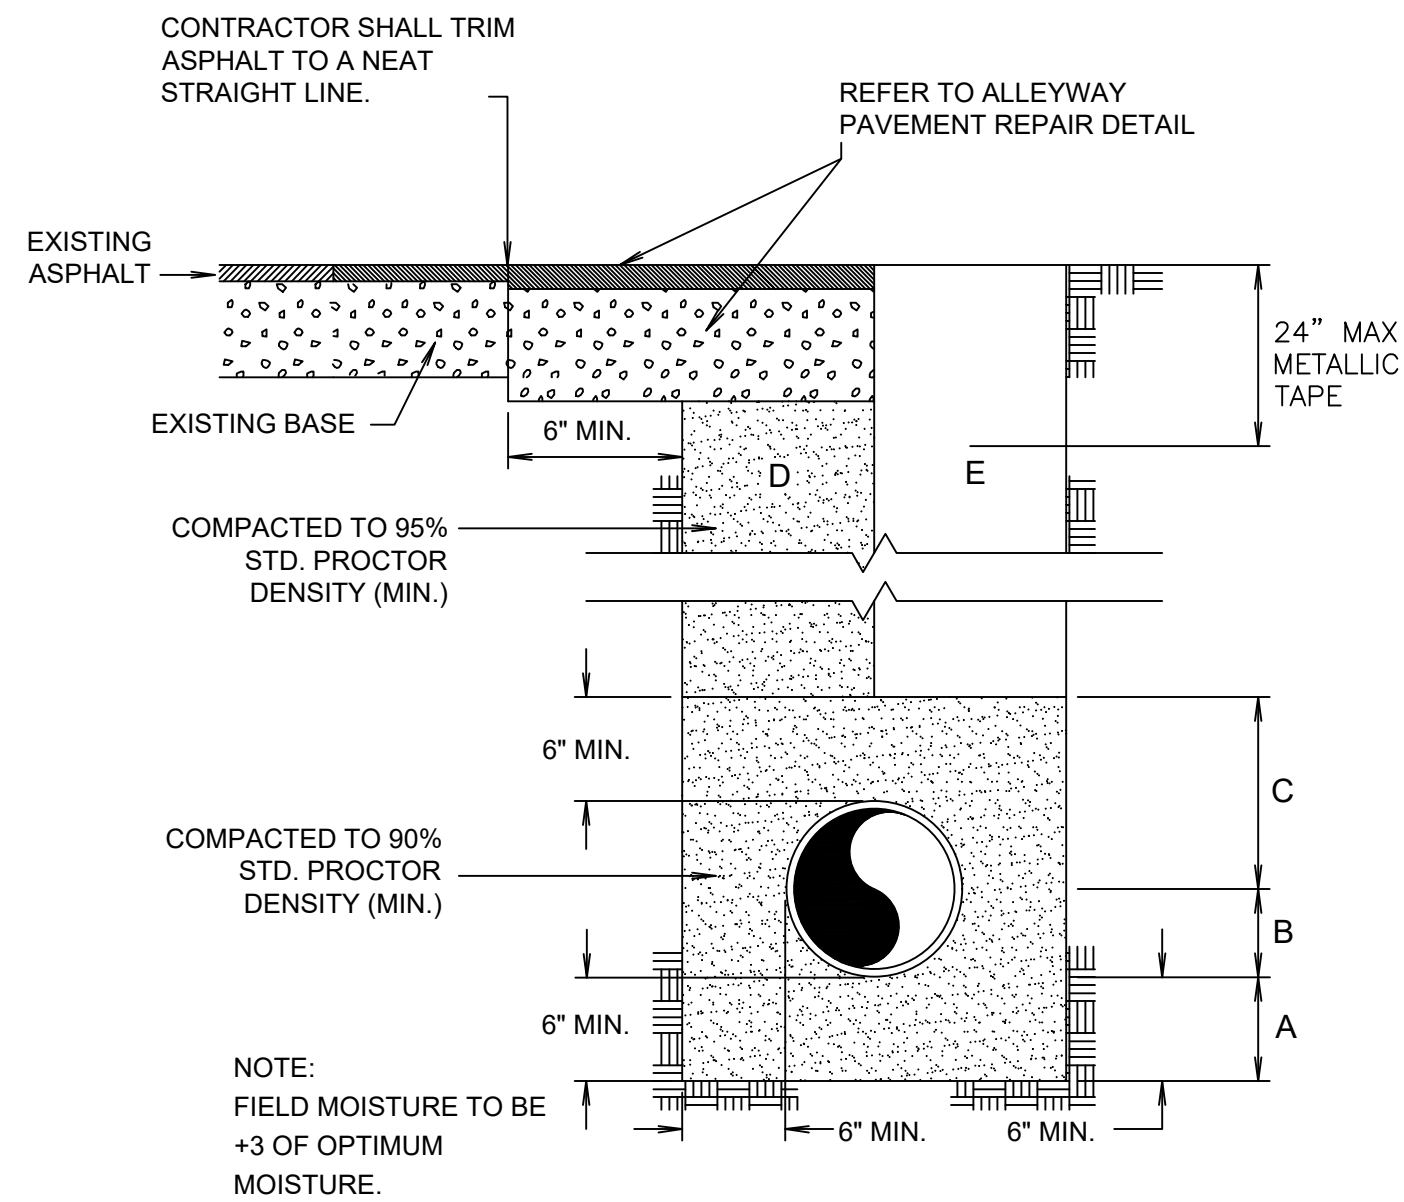 CONTRACTOR SHALL TRIM
ASPHALT TO A NEAT
STRAIGHT LINE.
REFER TO ALLEYWAY
PAVEMENT REPAIR DETAIL
EXISTING
ASPHALT
24” MAX
METALLIC
TAPE
EXISTING BASE
6" MIN.
D
E
COMPACTED TO 95%
STD. PROCTOR
DENSITY (MIN.)
6" MIN.
C
COMPACTED TO 90%
STD. PROCTOR
DENSITY (MIN.)
B
6" MIN.
A
NOTE:
FIELD MOISTURE TO BE
+3 OF OPTIMUM
MOISTURE.
6" MIN.
6" MIN.